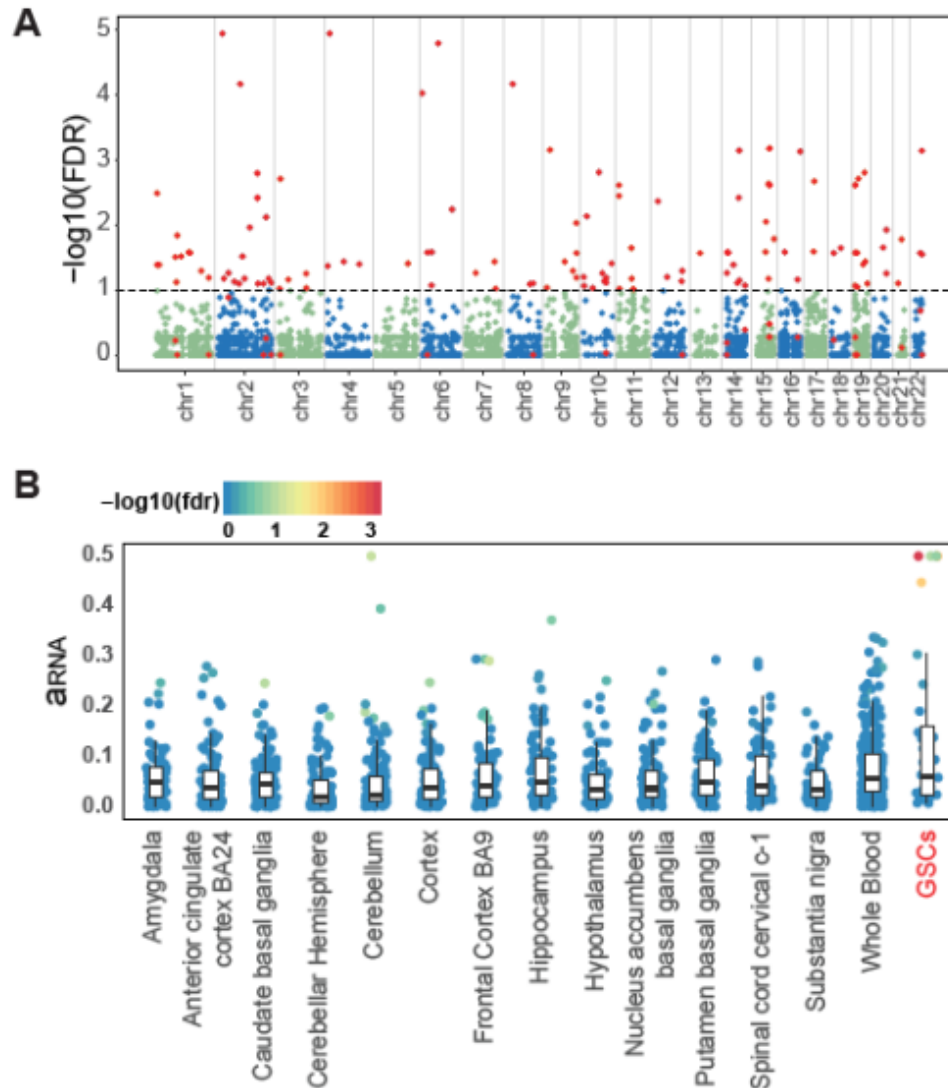 A
5
4
3
2
1
0
−log10(FDR)
chr1
chr2
chr3
chr4
chr5
chr6
chr7
chr8
chr9
chr10
chr11
chr12
chr13
chr14
chr15
chr16
chr17
chr18
chr19
chr20
chr21
chr22
B
−log10(fdr)
0 1 2 3
0.5
0.4
0.3
0.2
0.1
0.0
aRNA
Amygdala
Anterior cingulate
cortex BA24
Caudate basal ganglia
Cerebellar Hemisphere
Cerebellum
Cortex
Frontal Cortex BA9
Hippocampus
Hypothalamus
Nucleus accumbens
basal ganglia
Putamen basal ganglia
Spinal cord cervical c-1
Substantia nigra
Whole Blood
GSCs